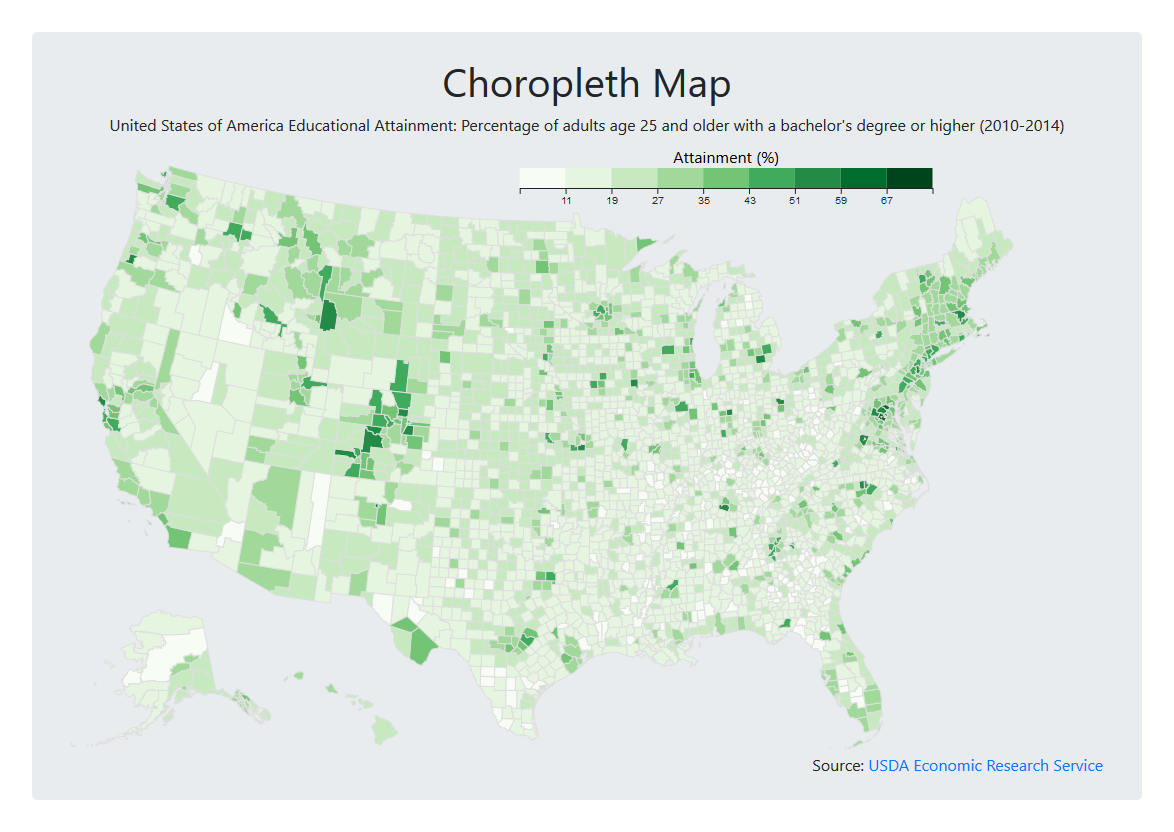 Choropleth Map
United States of America Educational Attainment: Percentage of adults age 25 and older with a bachelor's degree or higher (2010-2014)
Attainment (%)
11 19 27 35 43 51 59 67
Source: USDA Economic Research Service